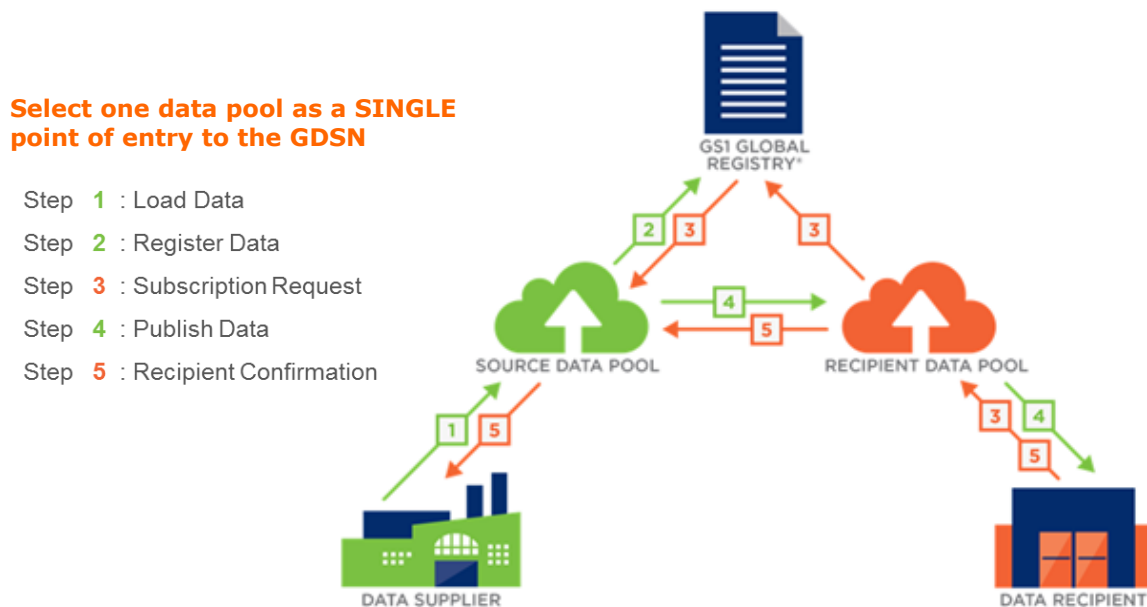 Select one data pool as a SINGLE
point of entry to the GDSN
Step 1 : Load Data
Step 2 : Register Data
Step 3 : Subscription Request
Step 4 : Publish Data
Step 5 : Recipient Confirmation
GS1 GLOBAL
REGISTRY®
2
3
3
4
5
SOURCE DATA POOL
RECIPIENT DATA POOL
1
5
3
4
5
DATA SUPPLIER
DATA RECIPIENT